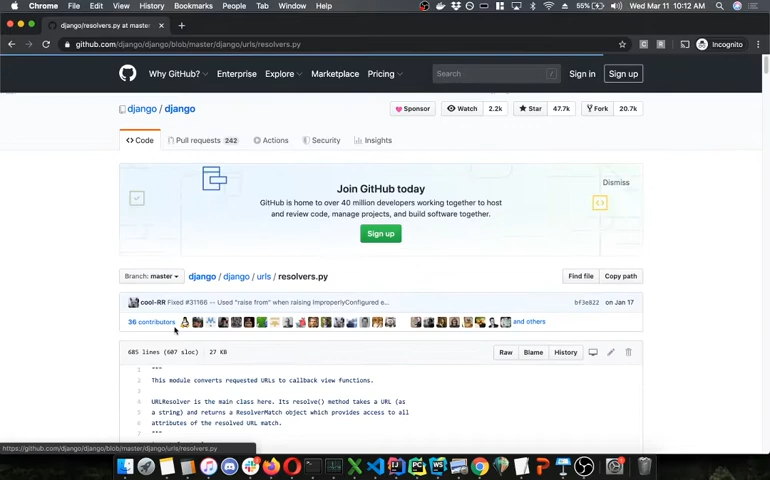 Chrome File Edit View History Bookmarks People Tab Window Help 55% Wed Mar 11 10:12 AM
django/resolvers.py at master
github.com/django/django/blob/master/django/urls/resolvers.py Incognito
Why GitHub? Enterprise Explore Marketplace Pricing Search / Sign in Sign up
django / django Sponsor Watch 2.2k Star 47.7k Fork 20.7k
Code Pull requests 242 Actions Security Insights
Dismiss
Join GitHub today
GitHub is home to over 40 million developers working together to host
and review code, manage projects, and build software together.
Sign up
Branch: master django / django / urls / resolvers.py Find file Copy path
cool-RR Fixed #31166 -- Used "raise from" when raising ImproperlyConfigured e… bf3e822 on Jan 17
36 contributors and others
685 lines (607 sloc) 27 KB Raw Blame History
1 """
2 This module converts requested URLs to callback view functions.
3
4 URLResolver is the main class here. Its resolve() method takes a URL (as
5 a string) and returns a ResolverMatch object which provides access to all
6 attributes of the resolved URL match.
7 """
https://github.com/django/django/blob/master/django/urls/resolvers.py